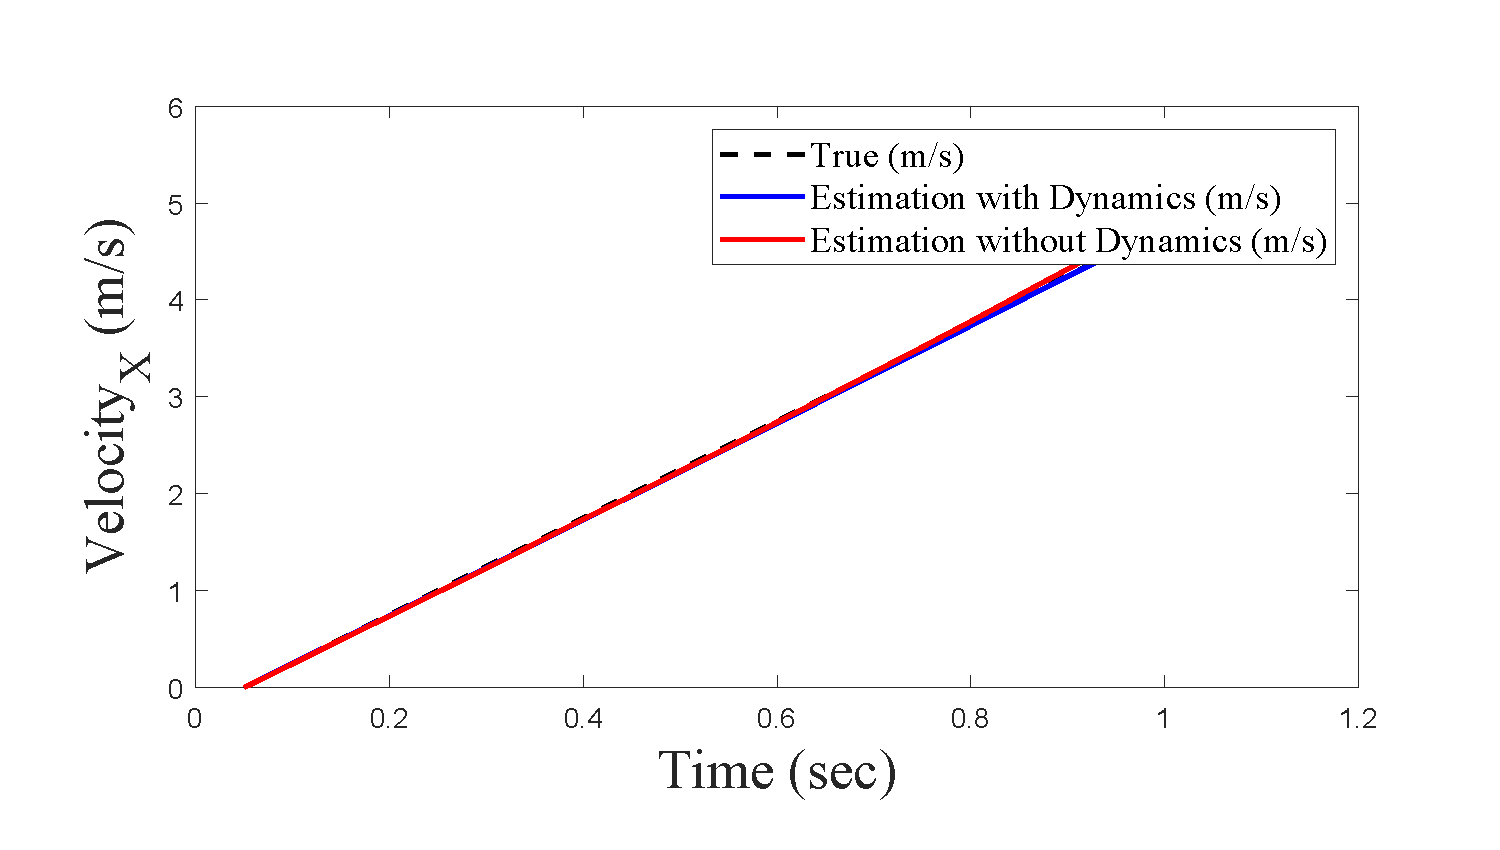 6
5
4
3
2
1
0
Velocity_X (m/s)
True (m/s)
Estimation with Dynamics (m/s)
Estimation without Dynamics (m/s)
0 0.2 0.4 0.6 0.8 1 1.2
Time (sec)